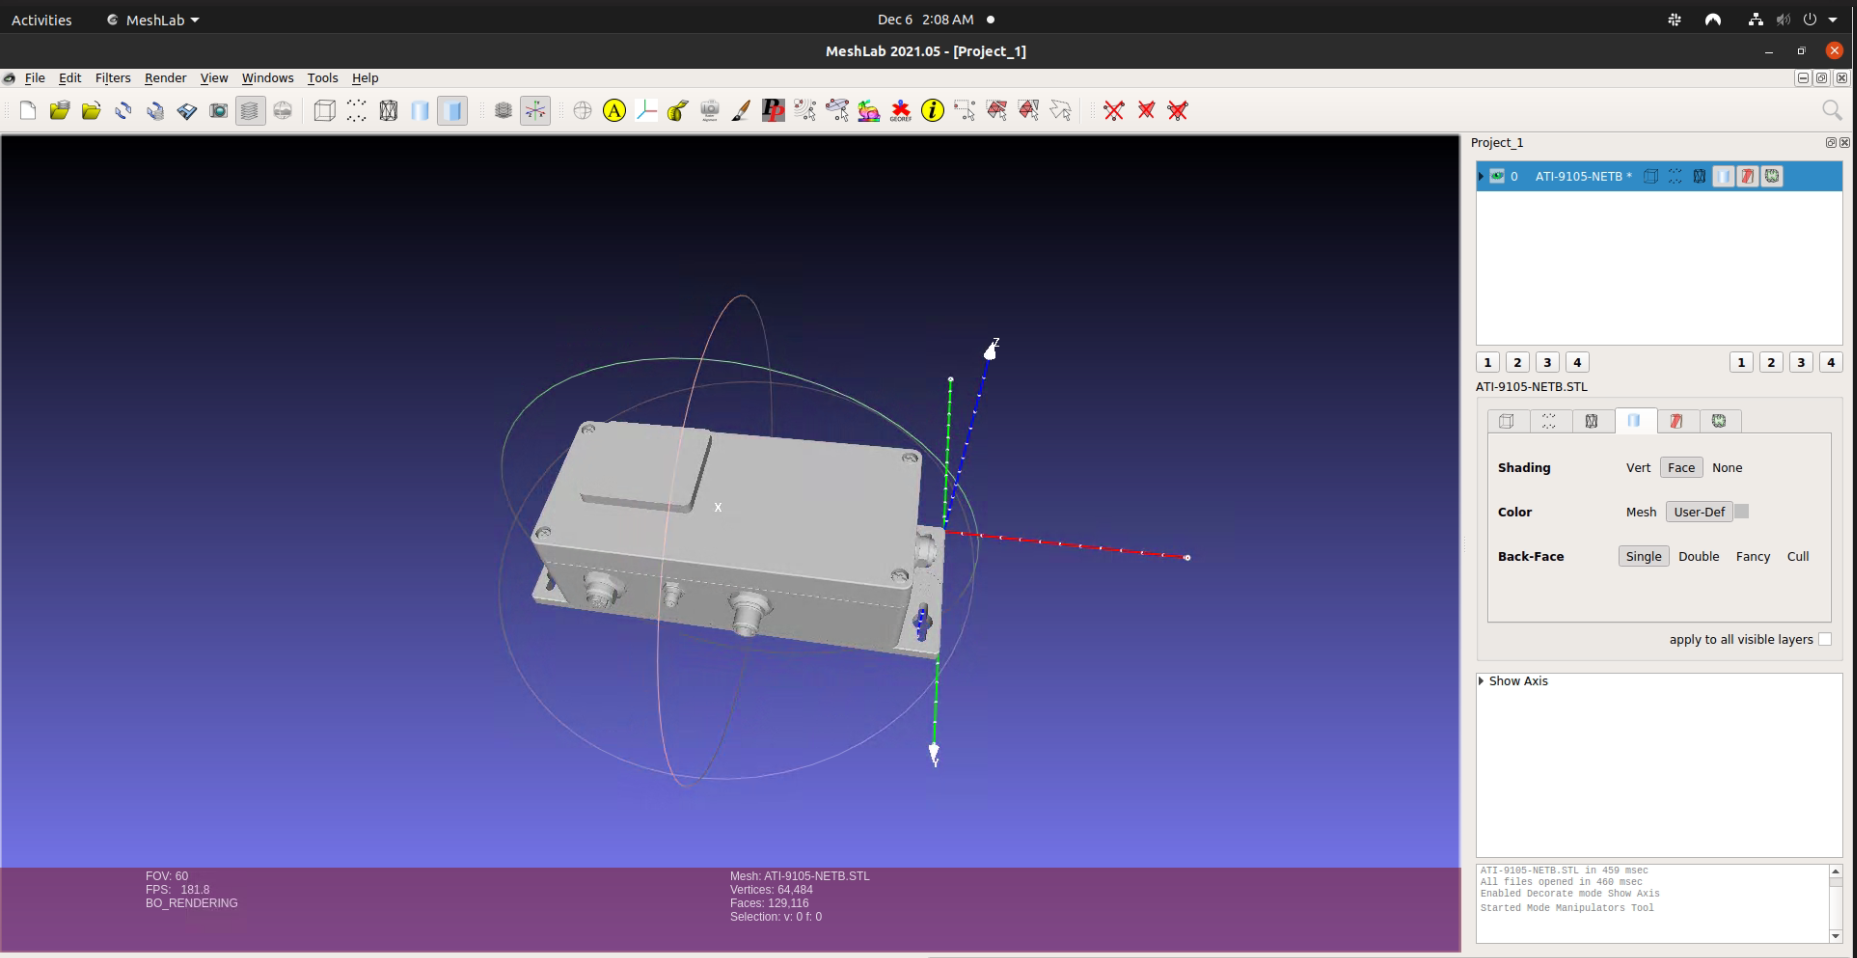 Activities
MeshLab
Dec 6 2:08 AM
MeshLab 2021.05 - [Project_1]
File Edit Filters Render View Windows Tools Help
A
Pp
GEOREF
i
Project_1
0 ATI-9105-NETB *
1 2 3 4 1 2 3 4
ATI-9105-NETB.STL
Shading Vert Face None
Color Mesh User-Def
Back-Face Single Double Fancy Cull
apply to all visible layers
Show Axis
Z
X
Y
FOV: 60
FPS: 181.8
BO_RENDERING
Mesh: ATI-9105-NETB.STL
Vertices: 64,484
Faces: 129,116
Selection: v: 0 f: 0
ATI-9105-NETB.STL in 459 msec
All files opened in 460 msec
Enabled Decorate mode Show Axis
Started Mode Manipulators Tool